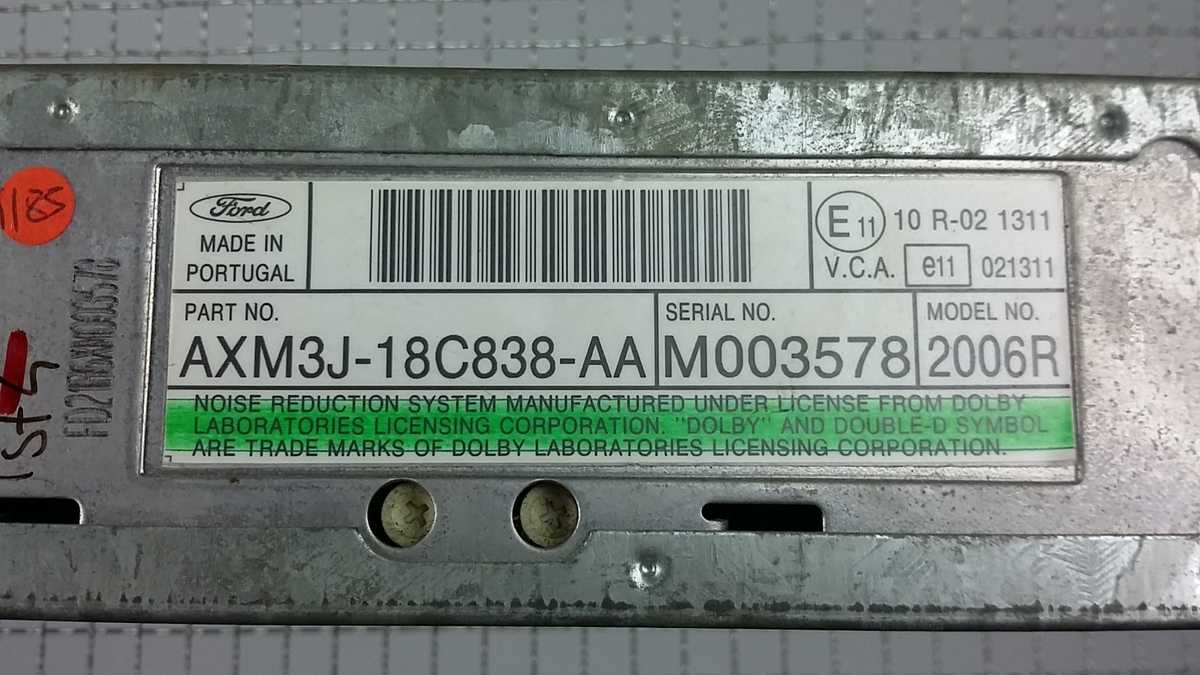 Ford
MADE IN
PORTUGAL
E 11 10 R-02 1311
V.C.A. e11 021311
PART NO.
AXM3J-18C838-AA
SERIAL NO.
M003578
MODEL NO.
2006R
NOISE REDUCTION SYSTEM MANUFACTURED UNDER LICENSE FROM DOLBY
LABORATORIES LICENSING CORPORATION. "DOLBY" AND DOUBLE-D SYMBOL
ARE TRADE MARKS OF DOLBY LABORATORIES LICENSING CORPORATION.